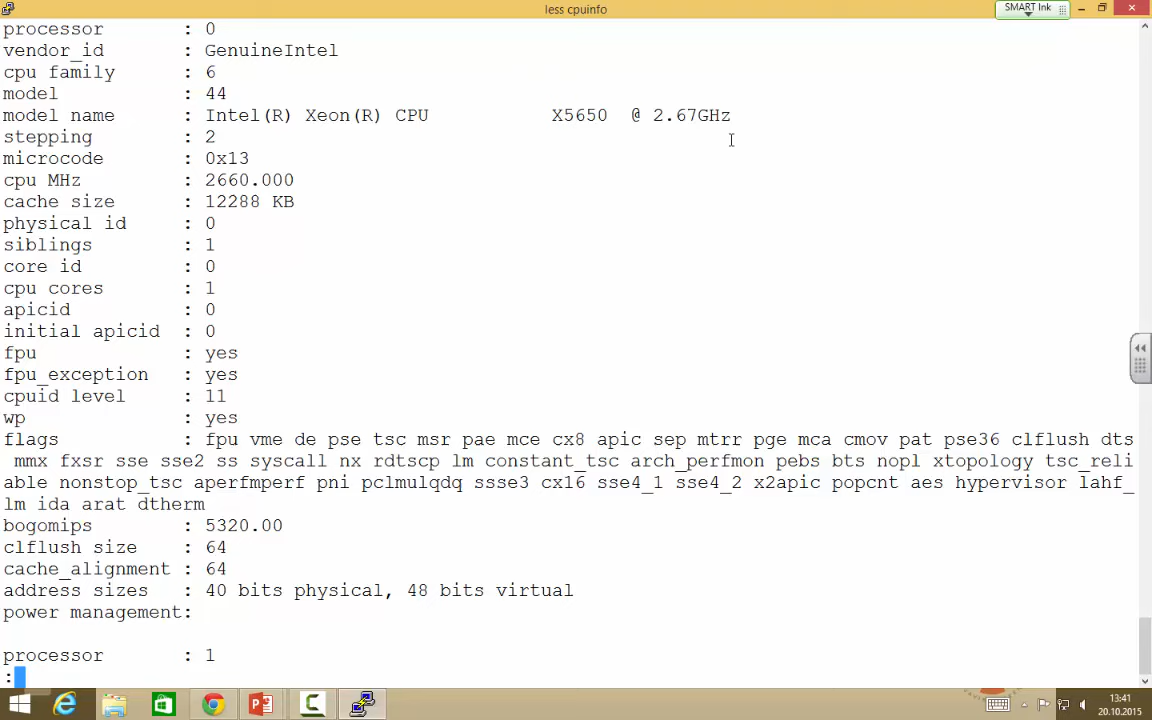 less cpuinfo
SMART Ink
processor : 0
vendor_id : GenuineIntel
cpu family : 6
model : 44
model name : Intel(R) Xeon(R) CPU X5650 @ 2.67GHz
stepping : 2
microcode : 0x13
cpu MHz : 2660.000
cache size : 12288 KB
physical id : 0
siblings : 1
core id : 0
cpu cores : 1
apicid : 0
initial apicid : 0
fpu : yes
fpu_exception : yes
cpuid level : 11
wp : yes
flags : fpu vme de pse tsc msr pae mce cx8 apic sep mtrr pge mca cmov pat pse36 clflush dts
mmx fxsr sse sse2 ss syscall nx rdtscp lm constant_tsc arch_perfmon pebs bts nopl xtopology tsc_reli
able nonstop_tsc aperfmperf pni pclmulqdq ssse3 cx16 sse4_1 sse4_2 x2apic popcnt aes hypervisor lahf_
lm ida arat dtherm
bogomips : 5320.00
clflush size : 64
cache_alignment : 64
address sizes : 40 bits physical, 48 bits virtual
power management:
processor : 1
:
13:41
20.10.2015